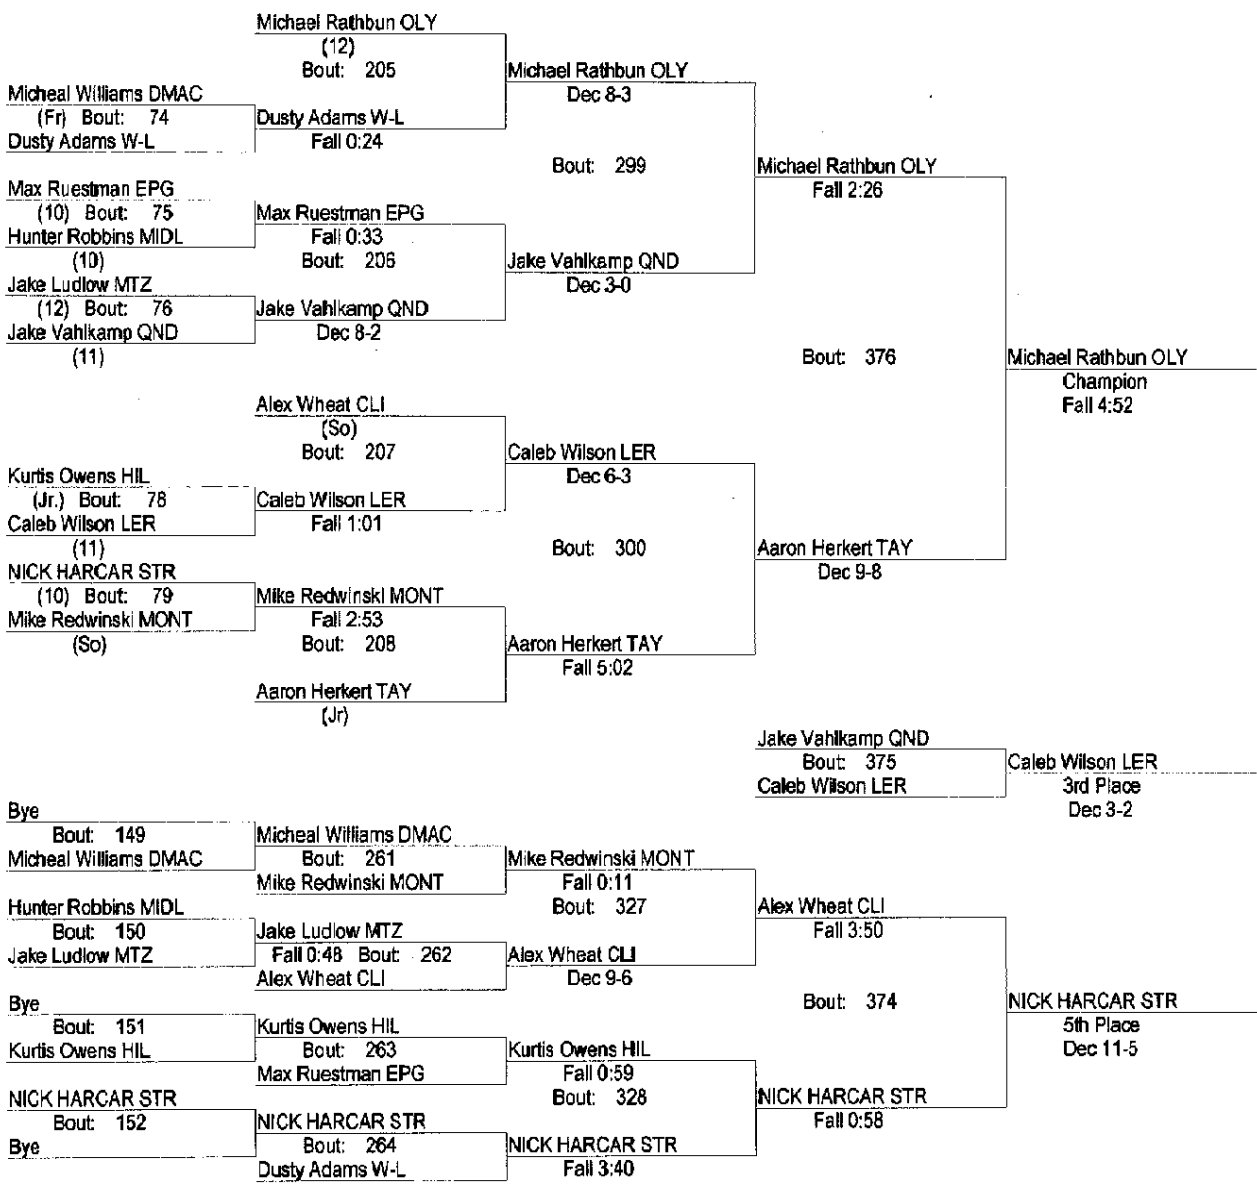 Michael Rathbun OLY
(12)
Bout: 205
Michael Rathbun OLY
Dec 8-3
Micheal Williams DMAC
(Fr) Bout: 74
Dusty Adams W-L
Dusty Adams W-L
Fall 0:24
Bout: 299
Michael Rathbun OLY
Fall 2:26
Max Ruestman EPG
(10) Bout: 75
Hunter Robbins MIDL
(10)
Max Ruestman EPG
Fall 0:33
Bout: 206
Jake Vahlkamp QND
Dec 3-0
Jake Ludlow MTZ
(12) Bout: 76
Jake Vahlkamp QND
(11)
Jake Vahlkamp QND
Dec 8-2
Bout: 376
Michael Rathbun OLY
Champion
Fall 4:52
Alex Wheat CLI
(So)
Bout: 207
Caleb Wilson LER
Dec 6-3
Kurtis Owens HIL
(Jr.) Bout: 78
Caleb Wilson LER
(11)
Caleb Wilson LER
Fall 1:01
Bout: 300
Aaron Herkert TAY
Dec 9-8
NICK HARCAR STR
(10) Bout: 79
Mike Redwinski MONT
(So)
Mike Redwinski MONT
Fall 2:53
Bout: 208
Aaron Herkert TAY
Fall 5:02
Aaron Herkert TAY
(Jr)
Jake Vahlkamp QND
Bout: 375
Caleb Wilson LER
Caleb Wilson LER
3rd Place
Dec 3-2
Bye
Bout: 149
Micheal Williams DMAC
Micheal Williams DMAC
Bout: 261
Mike Redwinski MONT
Mike Redwinski MONT
Fall 0:11
Bout: 327
Alex Wheat CLI
Fall 3:50
Hunter Robbins MIDL
Bout: 150
Jake Ludlow MTZ
Jake Ludlow MTZ
Fall 0:48 Bout: 262
Alex Wheat CLI
Alex Wheat CLI
Dec 9-6
Bout: 374
NICK HARCAR STR
5th Place
Dec 11-5
Bye
Bout: 151
Kurtis Owens HIL
Kurtis Owens HIL
Bout: 263
Max Ruestman EPG
Kurtis Owens HIL
Fall 0:59
Bout: 328
NICK HARCAR STR
Fall 0:58
NICK HARCAR STR
Bout: 152
Bye
NICK HARCAR STR
Bout: 264
Dusty Adams W-L
NICK HARCAR STR
Fall 3:40